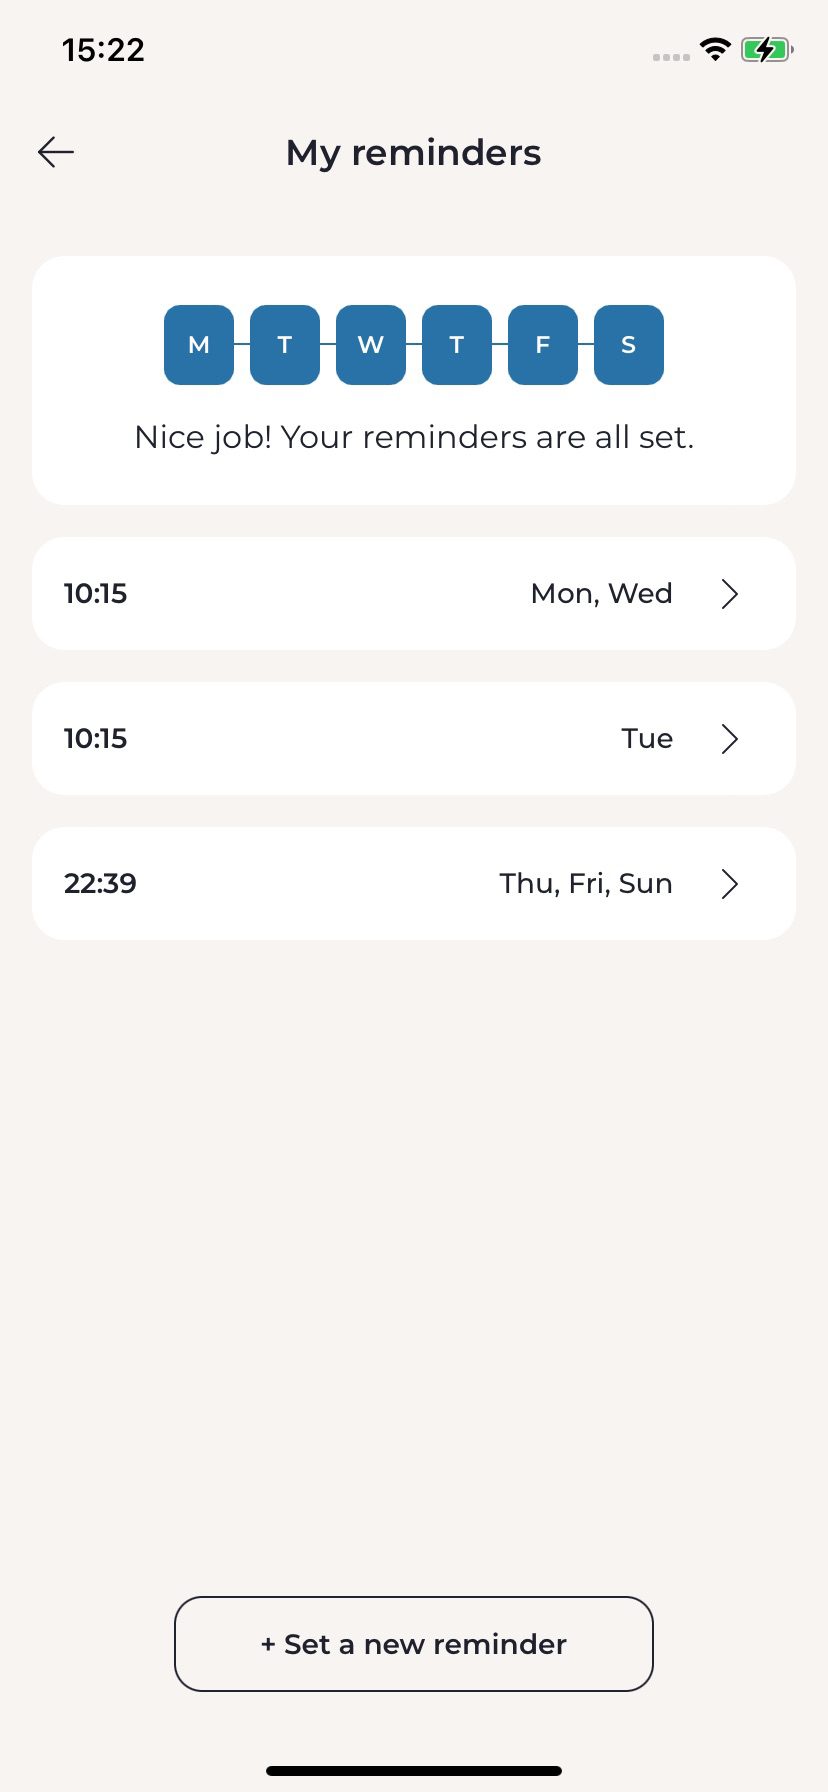 15:22
My reminders
M T W T F S
Nice job! Your reminders are all set.
10:15 Mon, Wed
10:15 Tue
22:39 Thu, Fri, Sun
+ Set a new reminder